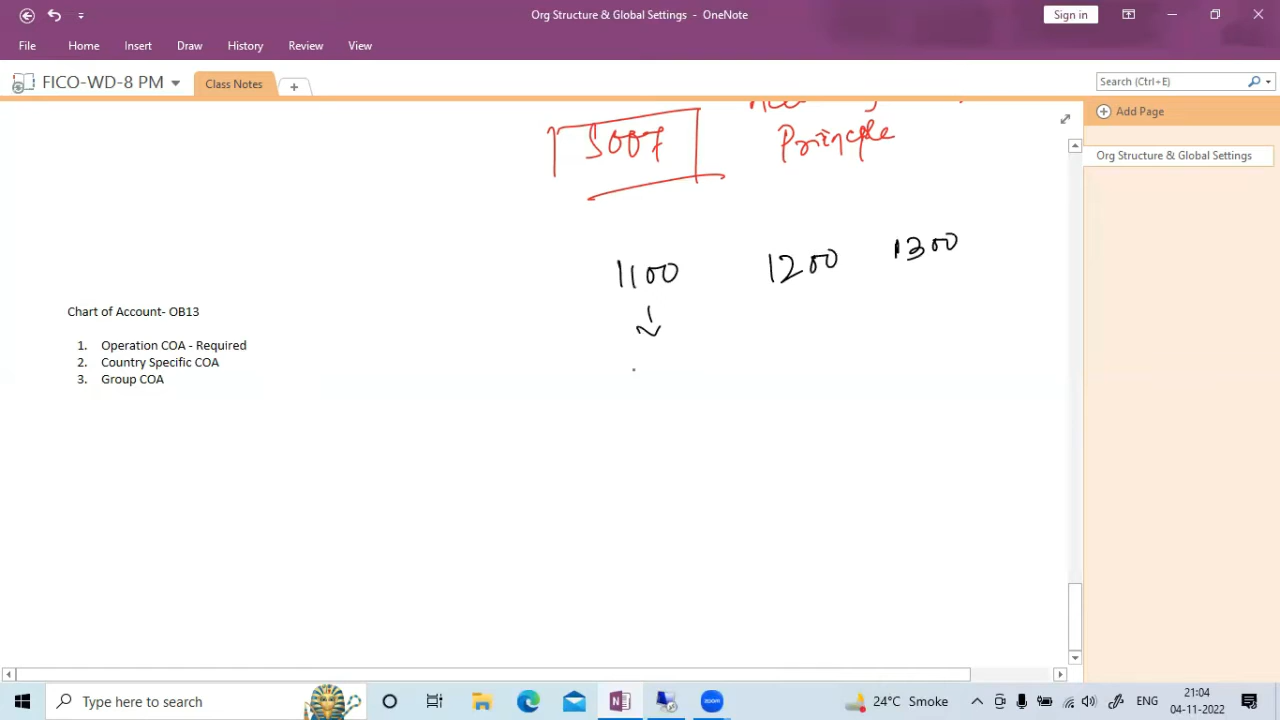 Org Structure & Global Settings - OneNote
Sign in
File Home Insert Draw History Review View
FICO-WD-8 PM
Class Notes
Search (Ctrl+E)
Add Page
Org Structure & Global Settings
Principle
1100 1200 1300
Chart of Account- OB13
1. Operation COA - Required
2. Country Specific COA
3. Group COA
Type here to search
zoom
24°C Smoke
ENG
21:04
04-11-2022